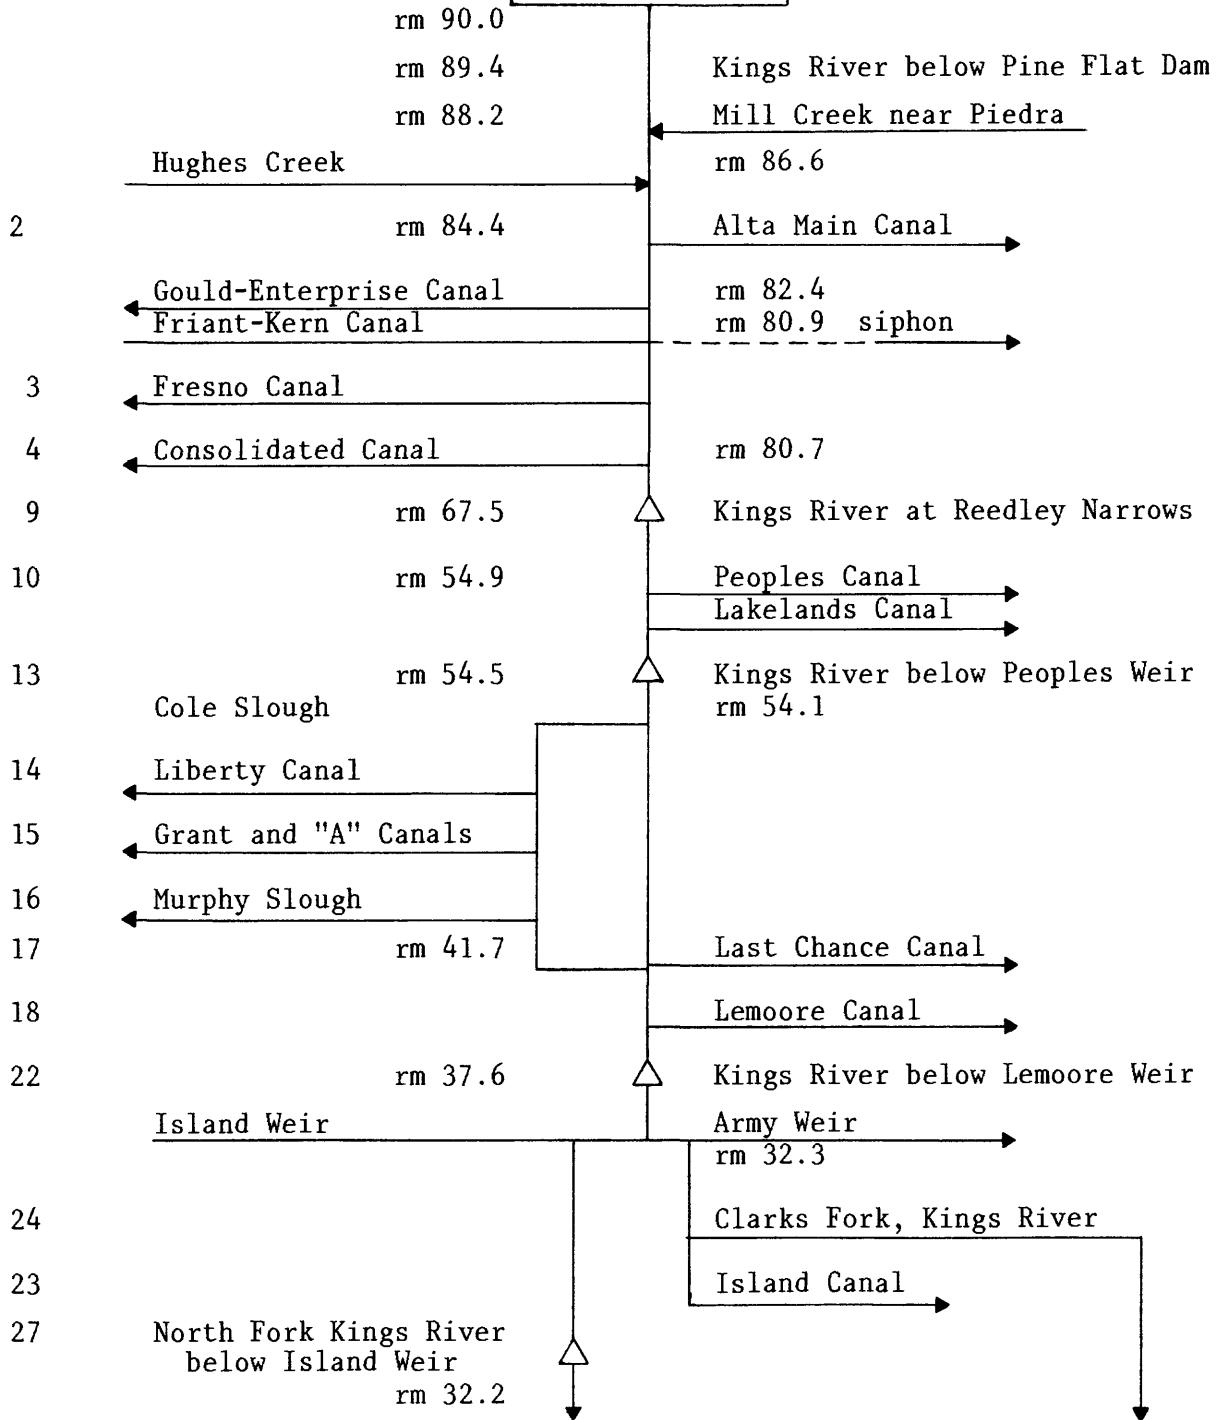 rm 90.0
rm 89.4 Kings River below Pine Flat Dam
rm 88.2 Mill Creek near Piedra
Hughes Creek rm 86.6
2 rm 84.4 Alta Main Canal
Gould-Enterprise Canal rm 82.4
Friant-Kern Canal rm 80.9 siphon
3 Fresno Canal
4 Consolidated Canal rm 80.7
9 rm 67.5 Kings River at Reedley Narrows
10 rm 54.9 Peoples Canal
Lakelands Canal
13 rm 54.5 Kings River below Peoples Weir
Cole Slough rm 54.1
14 Liberty Canal
15 Grant and "A" Canals
16 Murphy Slough
17 rm 41.7 Last Chance Canal
18 Lemoore Canal
22 rm 37.6 Kings River below Lemoore Weir
Island Weir Army Weir
rm 32.3
24 Clarks Fork, Kings River
23 Island Canal
27 North Fork Kings River
below Island Weir
rm 32.2